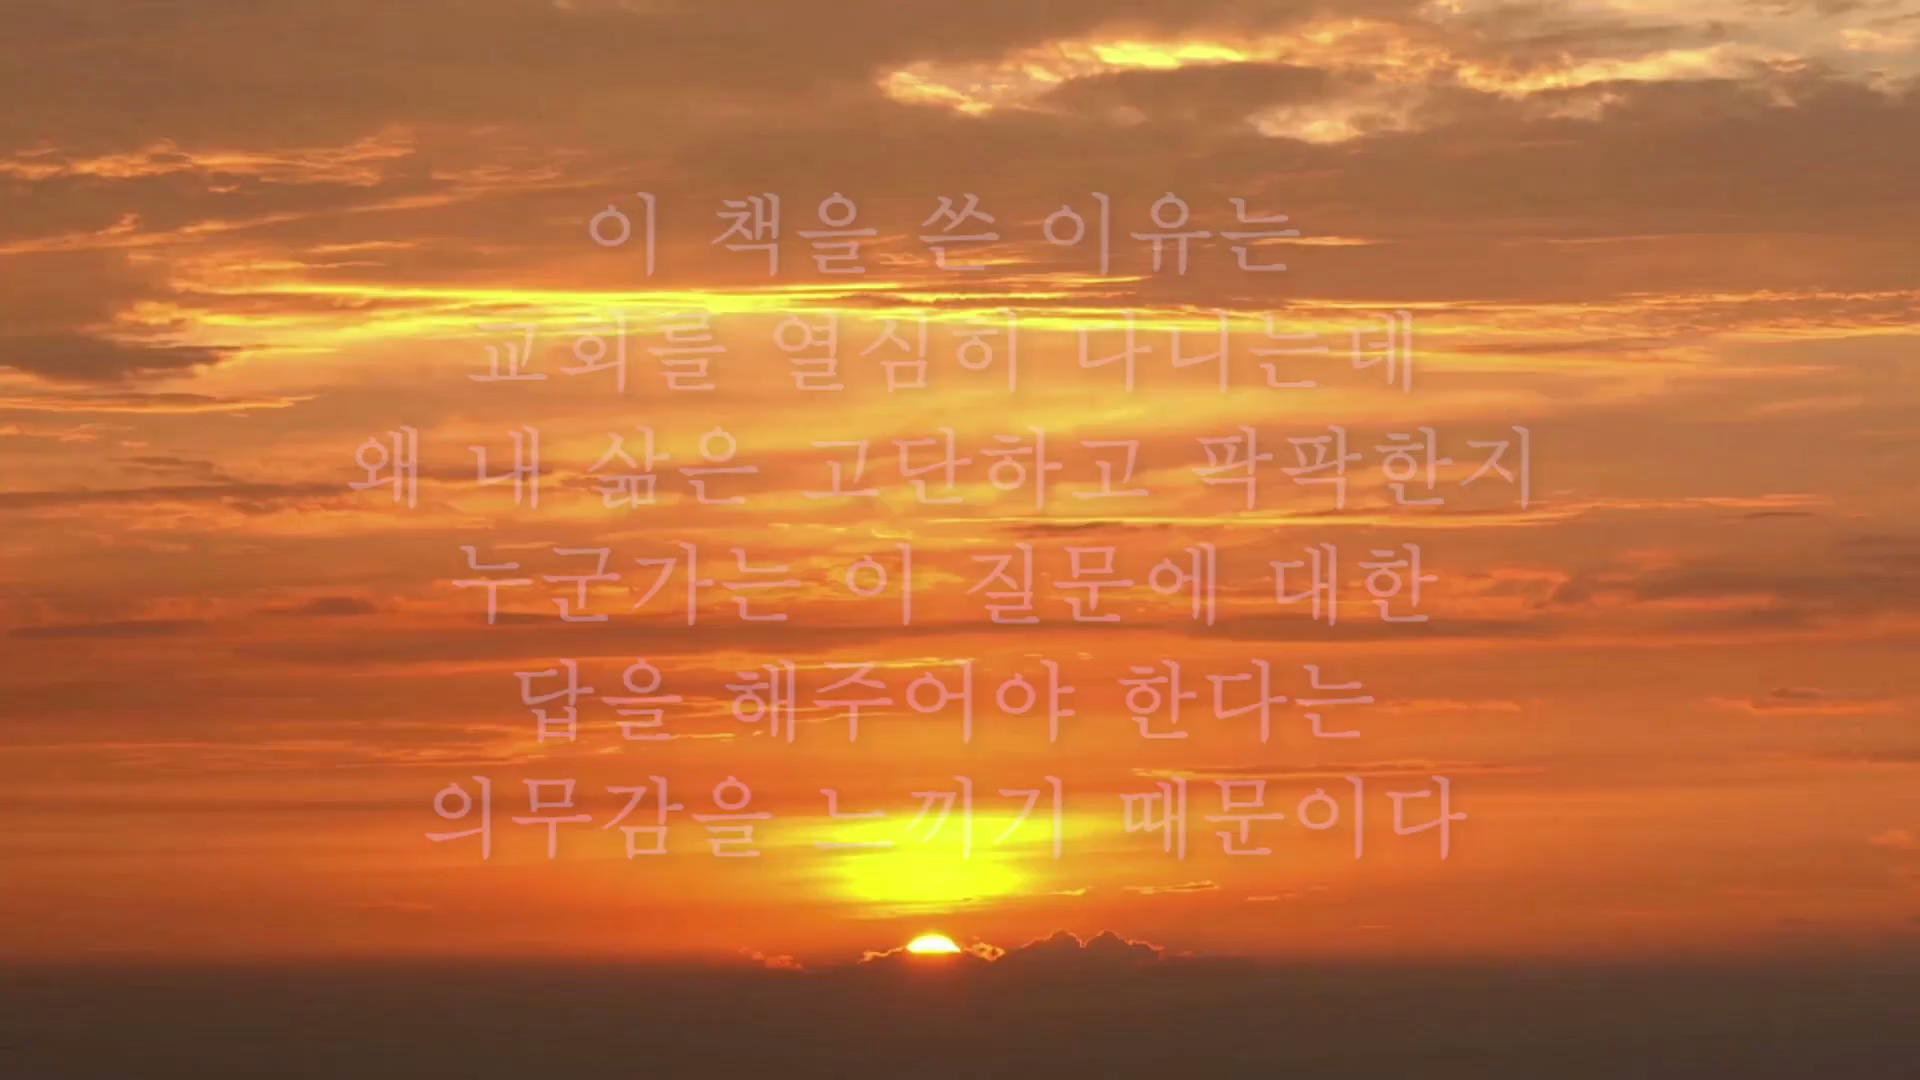 이 책을 쓴 이유는
교회를 열심히 다니는데
왜 내 삶은 고단하고 팍팍한지
누군가는 이 질문에 대한
답을 해주어야 한다는
의무감을 느끼기 때문이다